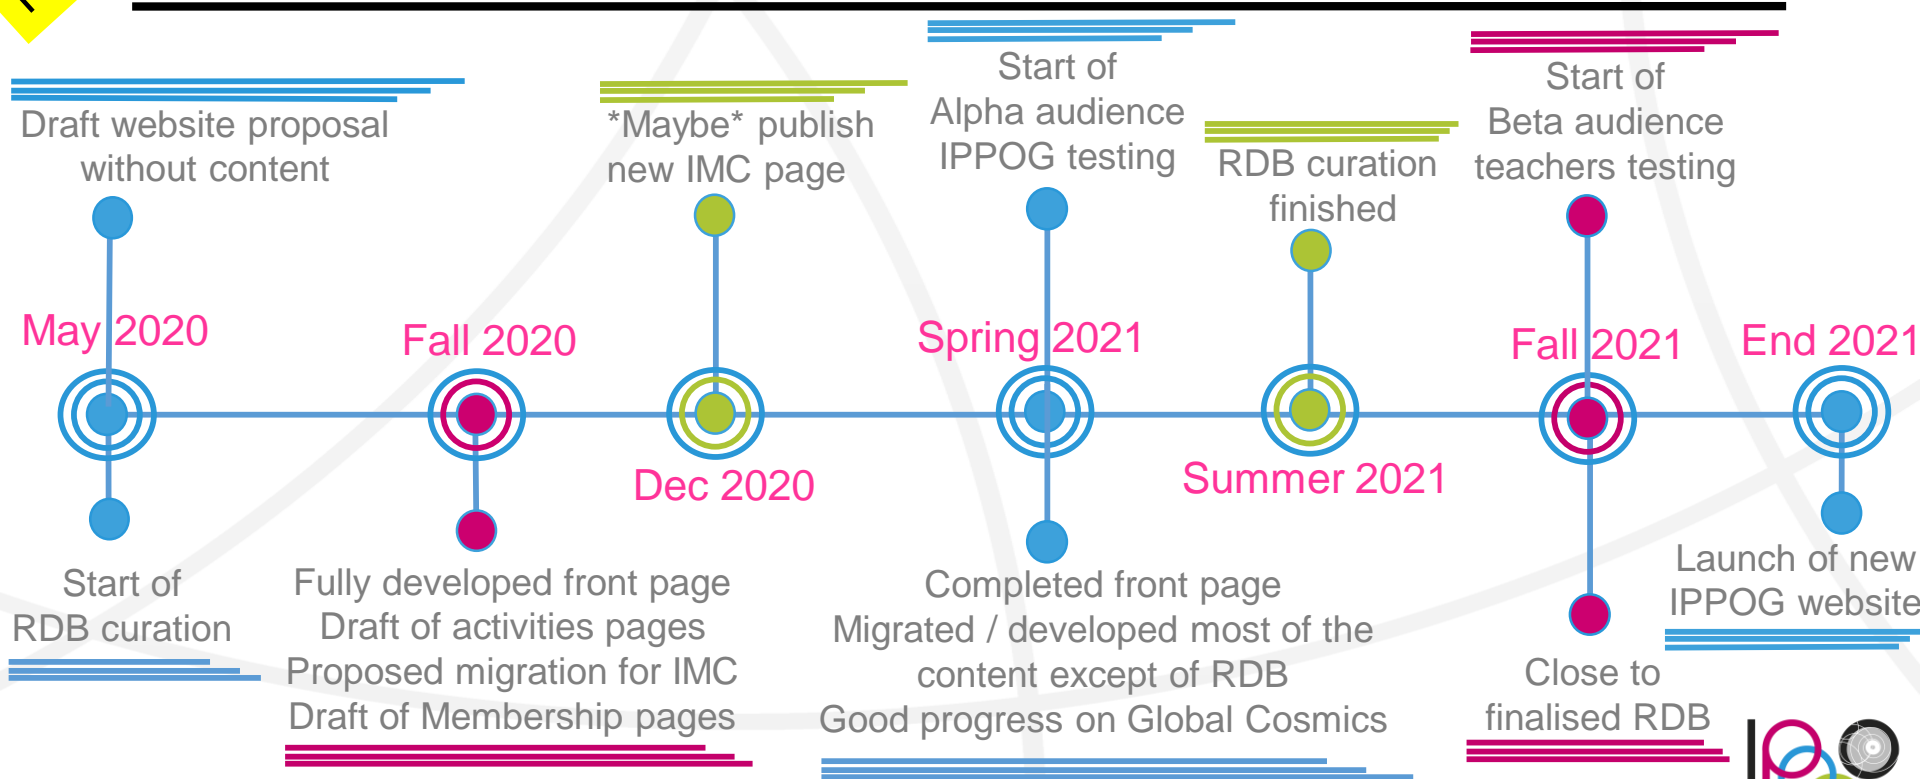 Draft website proposal
without content
May 2020
Start of
RDB curation
Fall 2020
Fully developed front page
Draft of activities pages
Proposed migration for IMC
Draft of Membership pages
*Maybe* publish
new IMC page
Dec 2020
Start of
Alpha audience
IPPOG testing
Spring 2021
Completed front page
Migrated / developed most of the
content except of RDB
Good progress on Global Cosmics
RDB curation
finished
Summer 2021
Start of
Beta audience
teachers testing
Fall 2021
Close to
finalised RDB
End 2021
Launch of new
IPPOG website